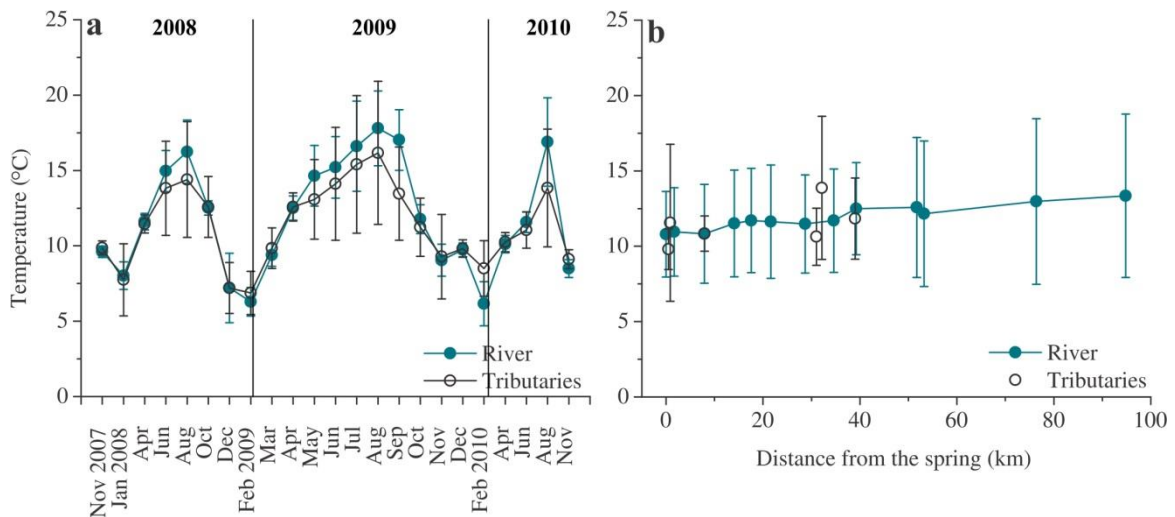 a
2008
2009
2010
Temperature (°C)
25
20
15
10
5
0
River
Tributaries
Nov 2007
Jan 2008
Apr
Jun
Aug
Oct
Dec
Feb 2009
Mar
Apr
May
Jun
Jul
Aug
Sep
Oct
Nov
Dec
Feb 2010
Apr
Jun
Aug
Nov
b
25
20
15
10
5
0
River
Tributaries
0
20
40
60
80
100
Distance from the spring (km)